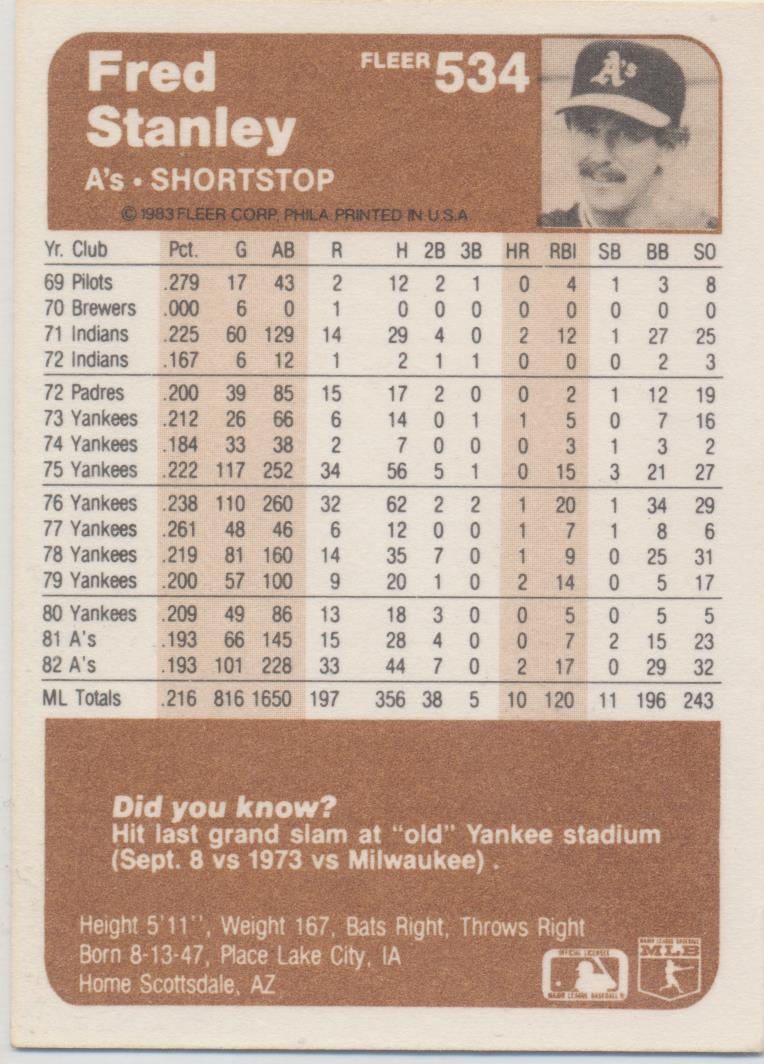 Fred
Stanley
FLEER 534
A's • SHORTSTOP
A's
© 1983 FLEER CORP. PHILA. PRINTED IN U.S.A
Yr. Club Pct. G AB R H 2B 3B HR RBI SB BB SO
69 Pilots .279 17 43 2 12 2 1 0 4 1 3 8
70 Brewers .000 6 0 1 0 0 0 0 0 0 0 0
71 Indians .225 60 129 14 29 4 0 2 12 1 27 25
72 Indians .167 6 12 1 2 1 1 0 0 0 2 3
72 Padres .200 39 85 15 17 2 0 0 2 1 12 19
73 Yankees .212 26 66 6 14 0 1 1 5 0 7 16
74 Yankees .184 33 38 2 7 0 0 0 3 1 3 2
75 Yankees .222 117 252 34 56 5 1 0 15 3 21 27
76 Yankees .238 110 260 32 62 2 2 1 20 1 34 29
77 Yankees .261 48 46 6 12 0 0 1 7 1 8 6
78 Yankees .219 81 160 14 35 7 0 1 9 0 25 31
79 Yankees .200 57 100 9 20 1 0 2 14 0 5 17
80 Yankees .209 49 86 13 18 3 0 0 5 0 5 5
81 A's .193 66 145 15 28 4 0 0 7 2 15 23
82 A's .193 101 228 33 44 7 0 2 17 0 29 32
ML Totals .216 816 1650 197 356 38 5 10 120 11 196 243
Did you know?
Hit last grand slam at "old" Yankee stadium
(Sept. 8 vs 1973 vs Milwaukee) .
Height 5'11'', Weight 167, Bats Right, Throws Right
Born 8-13-47, Place Lake City, IA
Home Scottsdale, AZ
OFFICIAL LICENSEE
MAJOR LEAGUE BASEBALL®
MAJOR LEAGUE BASEBALL
MLB